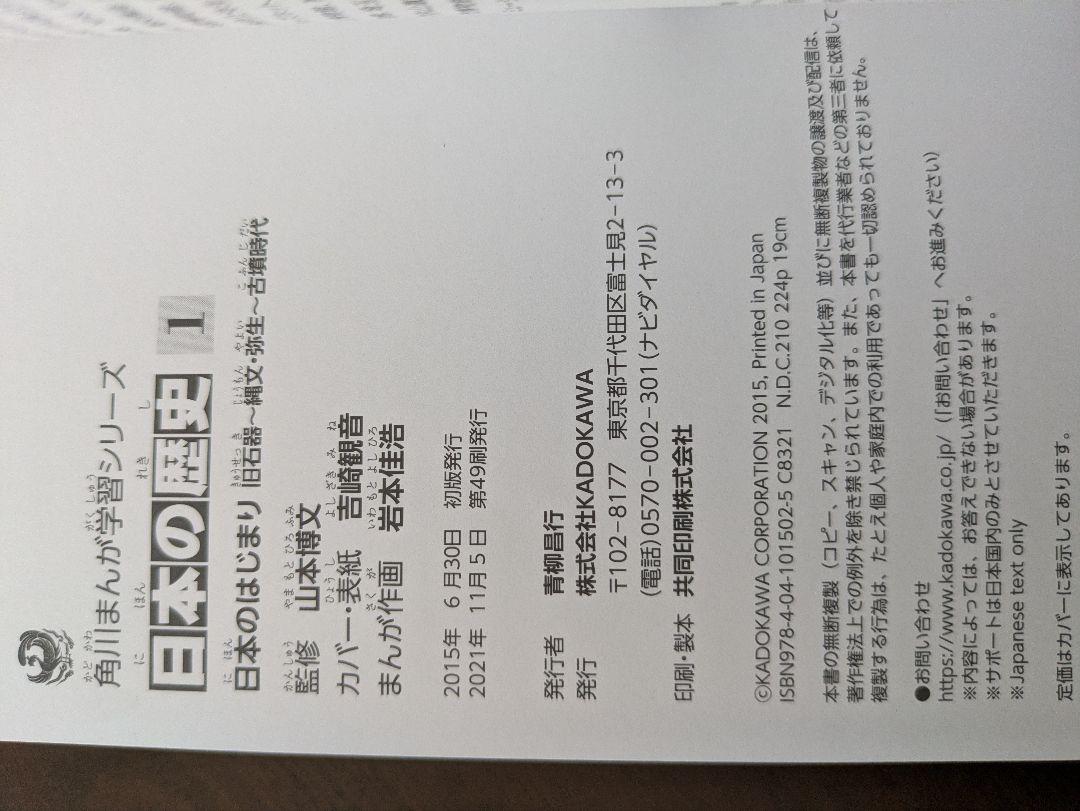 角川まんが学習シリーズ
日本の歴史 1
日本のはじまり 旧石器～縄文・弥生～古墳時代
監修 山本博文
カバー・表紙 吉崎観音
まんが作画 岩本佳浩
2015年 6月30日 初版発行
2021年 11月5日 第49刷発行
発行者 青柳昌行
発行 株式会社KADOKAWA
〒102-8177 東京都千代田区富士見2-13-3
(電話)0570-002-301(ナビダイヤル)
印刷・製本 共同印刷株式会社
©KADOKAWA CORPORATION 2015, Printed in Japan
ISBN978-4-04-101502-5 C8321 N.D.C.210 224p 19cm
本書の無断複製（コピー、スキャン、デジタル化等）並びに無断複製物の譲渡及び配信は、
著作権法上での例外を除き禁じられています。また、本書を代行業者などの第三者に依頼して
複製する行為は、たとえ個人や家庭内での利用であっても一切認められておりません。
●お問い合わせ
https://www.kadokawa.co.jp/（「お問い合わせ」へお進みください）
※内容によっては、お答えできない場合があります。
※サポートは日本国内のみとさせていただきます。
※Japanese text only
定価はカバーに表示してあります。